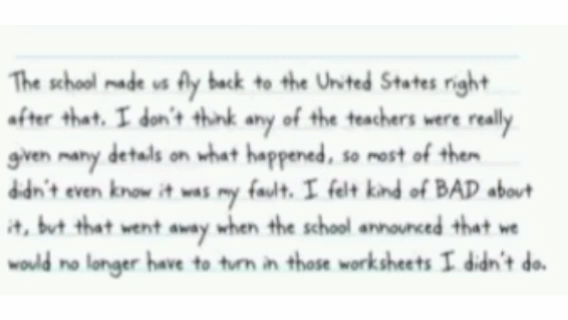 The school made us fly back to the United States right
after that. I don't think any of the teachers were really
given many details on what happened, so most of them
didn't even know it was my fault. I felt kind of BAD about
it, but that went away when the school announced that we
would no longer have to turn in those worksheets I didn't do.